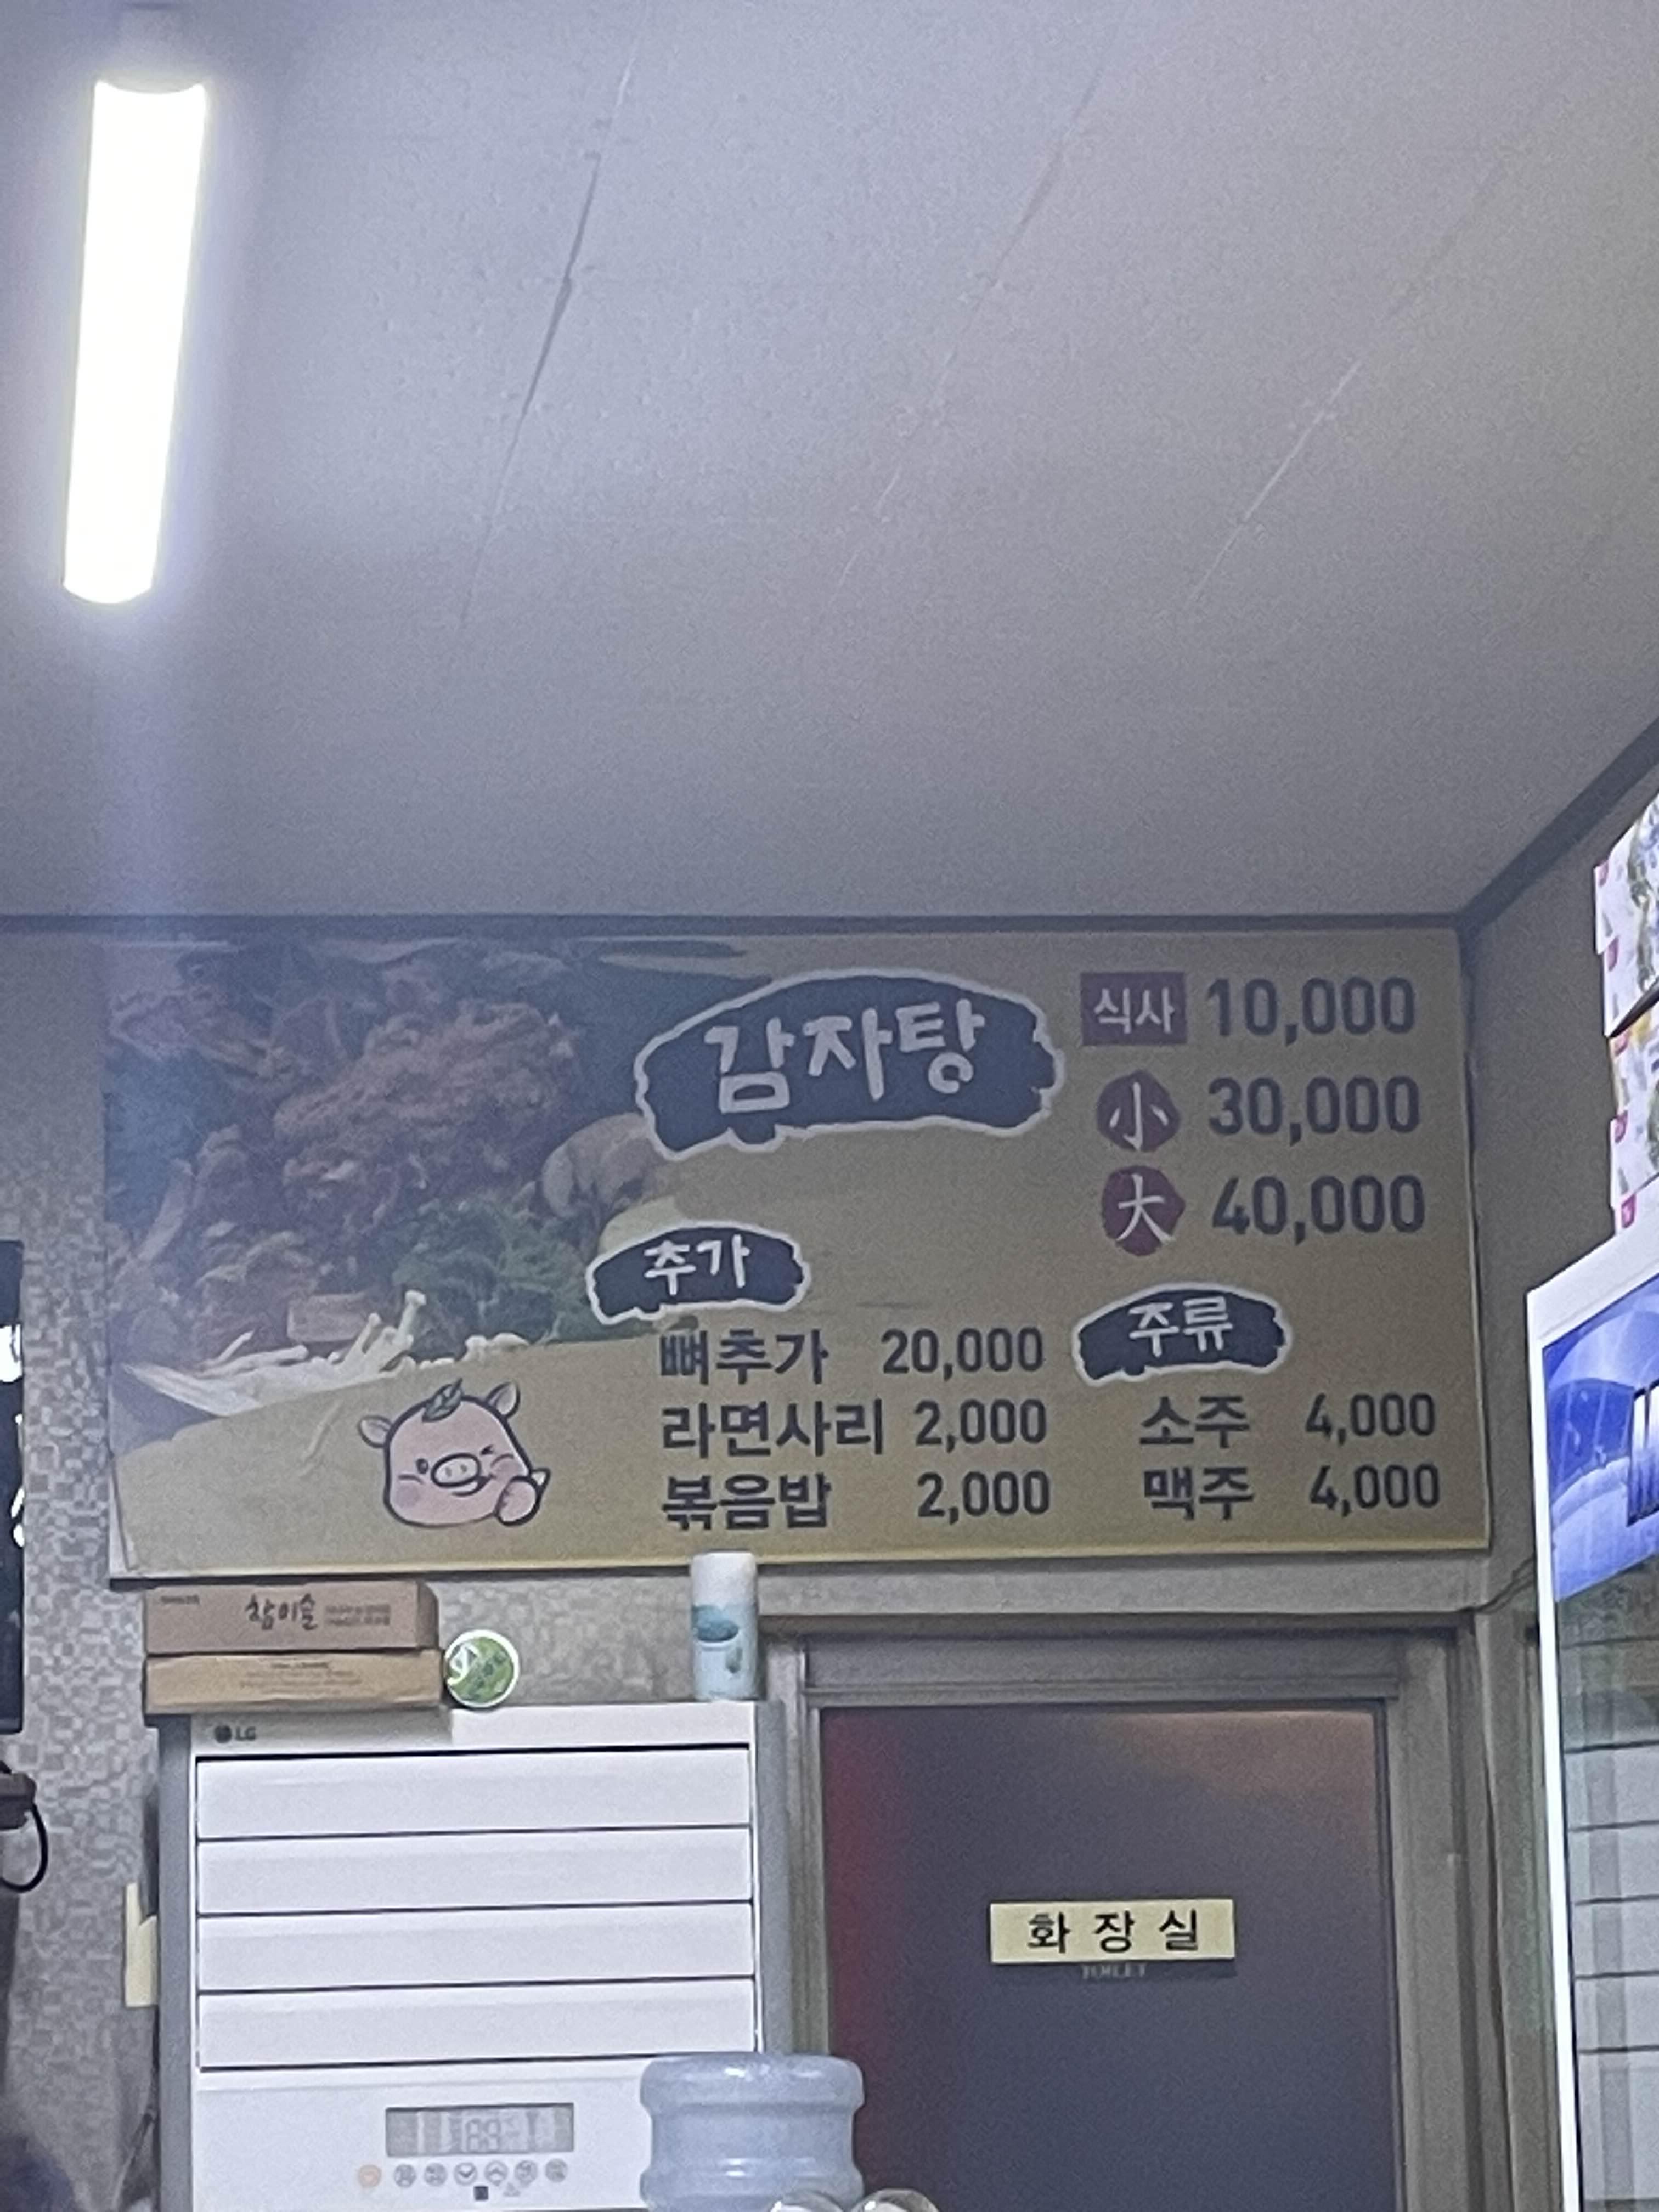 감자탕
식사 10,000
小 30,000
大 40,000
추가
뼈추가 20,000
라면사리 2,000
볶음밥 2,000
주류
소주 4,000
맥주 4,000
참이슬
LG
화장실
TOILET